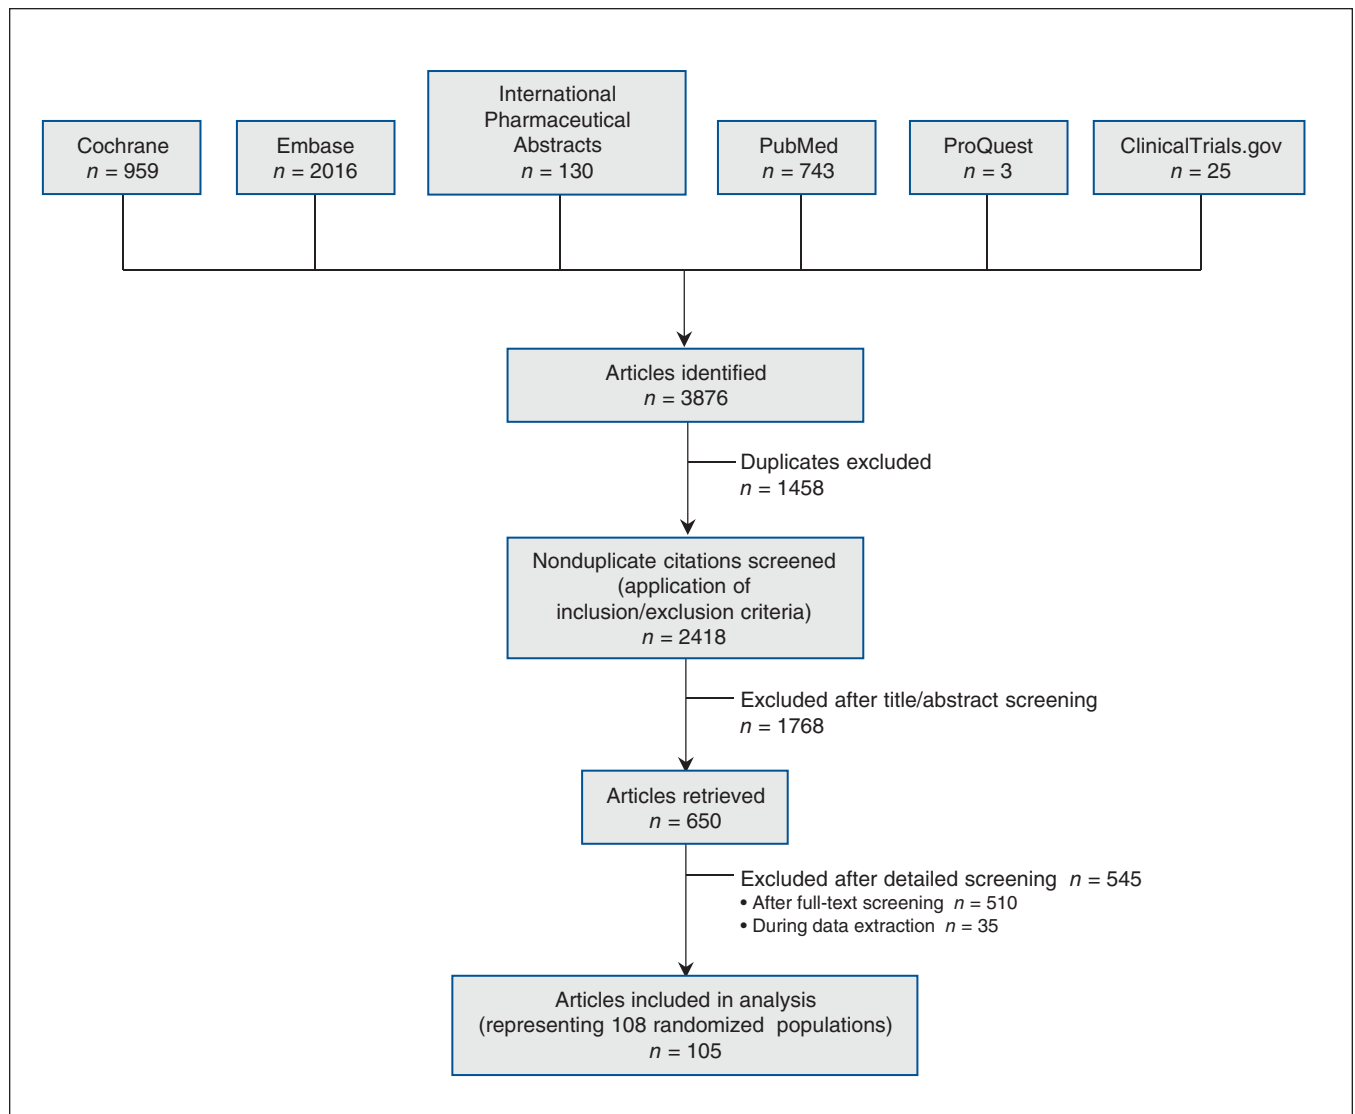 Cochrane
n = 959
Embase
n = 2016
International
Pharmaceutical
Abstracts
n = 130
PubMed
n = 743
ProQuest
n = 3
ClinicalTrials.gov
n = 25
Articles identified
n = 3876
Duplicates excluded
n = 1458
Nonduplicate citations screened
(application of
inclusion/exclusion criteria)
n = 2418
Excluded after title/abstract screening
n = 1768
Articles retrieved
n = 650
Excluded after detailed screening n = 545
• After full-text screening n = 510
• During data extraction n = 35
Articles included in analysis
(representing 108 randomized populations)
n = 105